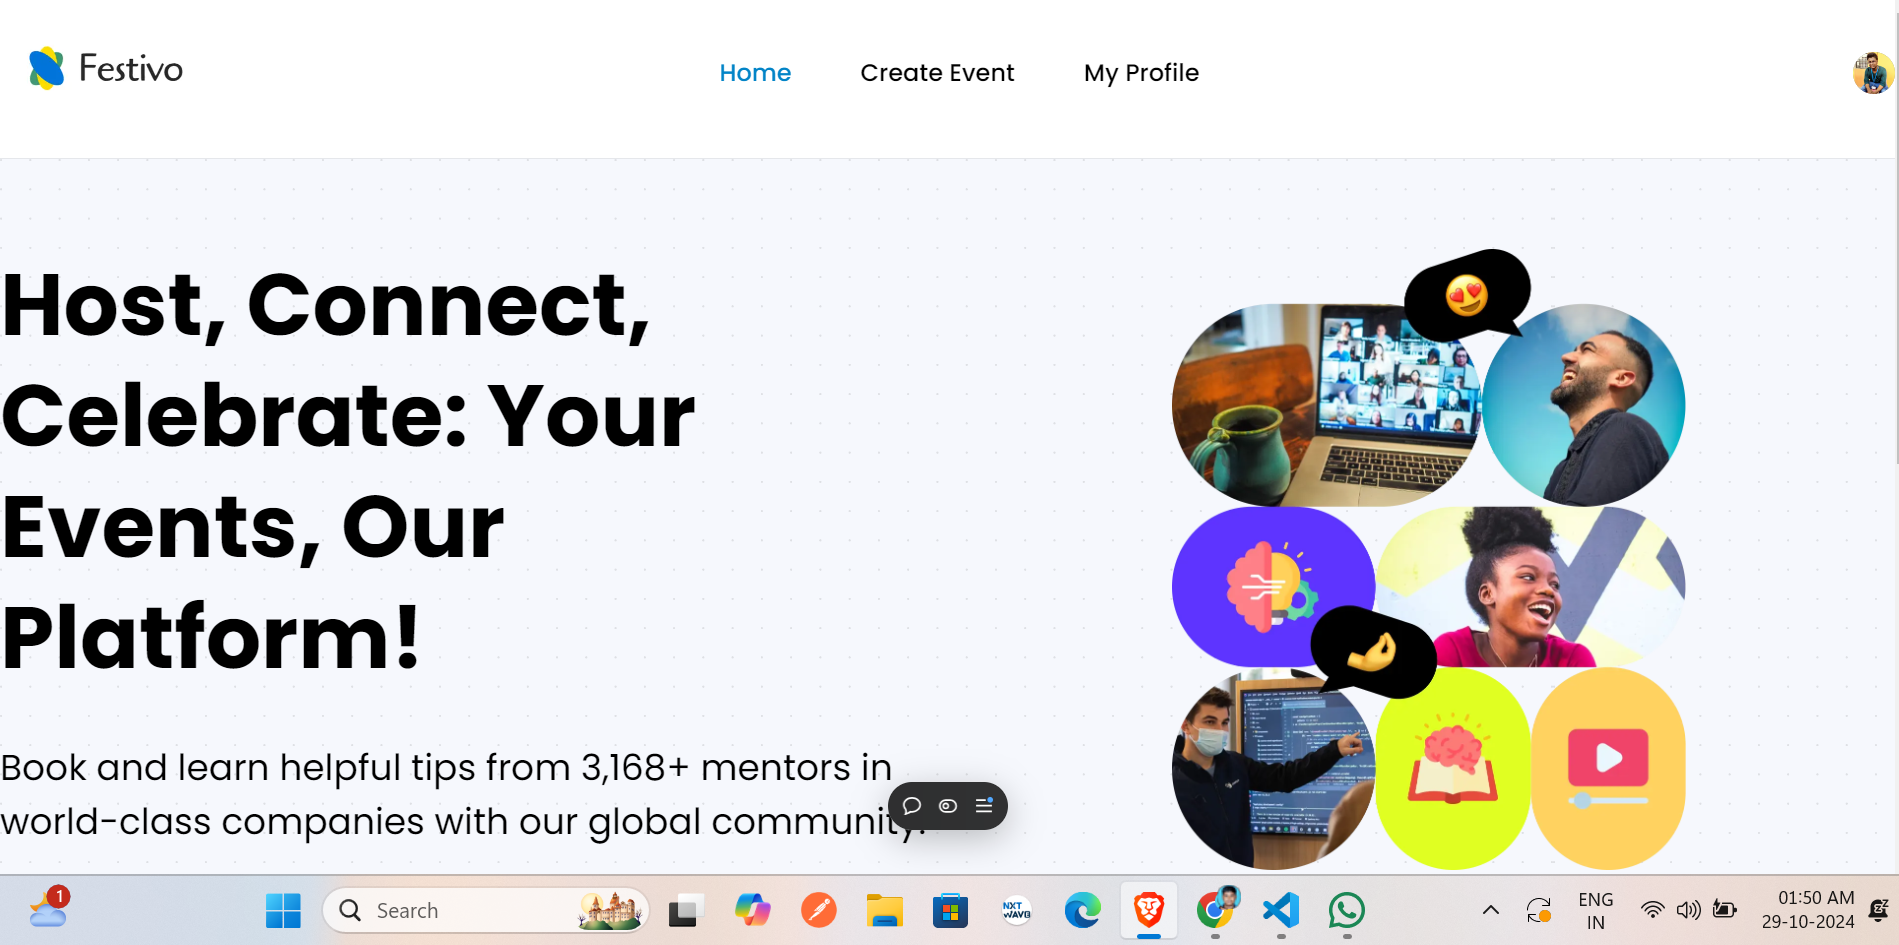 Festivo
Home
Create Event
My Profile
Host, Connect,
Celebrate: Your
Events, Our
Platform!
Book and learn helpful tips from 3,168+ mentors in
world-class companies with our global community.
1
Search
NXT
WAVE
ENG
IN
01:50 AM
29-10-2024